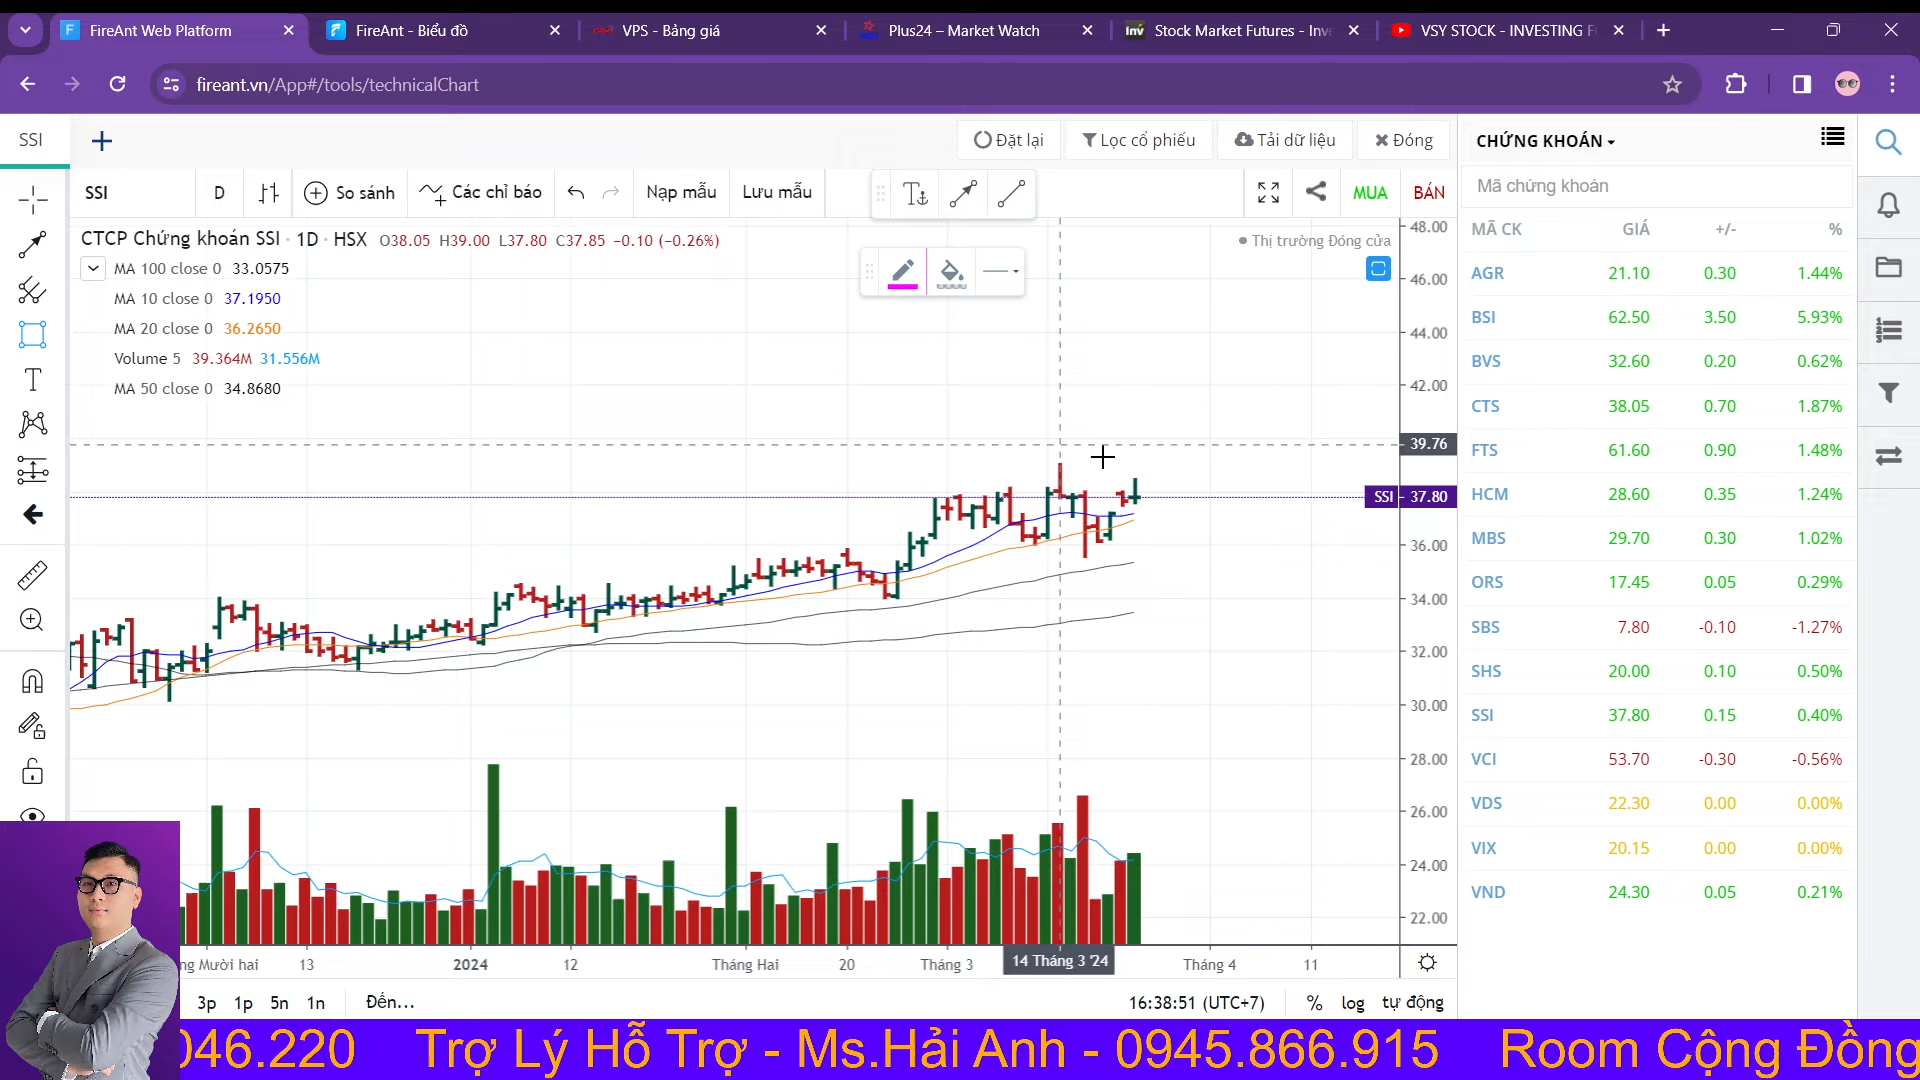 FireAnt Web Platform
FireAnt - Biểu đồ
VPS - Bảng giá
Plus24 – Market Watch
Stock Market Futures - Inve
VSY STOCK - INVESTING F
fireant.vn/App#/tools/technicalChart
SSI
Đặt lại
Lọc cổ phiếu
Tải dữ liệu
Đóng
SSI D So sánh Các chỉ báo Nạp mẫu Lưu mẫu MUA BÁN
CTCP Chứng khoán SSI · 1D · HSX O38.05 H39.00 L37.80 C37.85 −0.10 (−0.26%)
Thị trường Đóng cửa
MA 100 close 0 33.0575
MA 10 close 0 37.1950
MA 20 close 0 36.2650
Volume 5 39.364M 31.556M
MA 50 close 0 34.8680
48.00
46.00
44.00
42.00
39.76
SSI 37.80
36.00
34.00
32.00
30.00
28.00
26.00
24.00
22.00
ng Mười hai 13 2024 12 Tháng Hai 20 Tháng 3 14 Tháng 3 '24 Tháng 4 11
3p 1p 5n 1n Đến... 16:38:51 (UTC+7) % log tự động
CHỨNG KHOÁN
Mã chứng khoán
MÃ CK GIÁ +/- %
AGR 21.10 0.30 1.44%
BSI 62.50 3.50 5.93%
BVS 32.60 0.20 0.62%
CTS 38.05 0.70 1.87%
FTS 61.60 0.90 1.48%
HCM 28.60 0.35 1.24%
MBS 29.70 0.30 1.02%
ORS 17.45 0.05 0.29%
SBS 7.80 -0.10 -1.27%
SHS 20.00 0.10 0.50%
SSI 37.80 0.15 0.40%
VCI 53.70 -0.30 -0.56%
VDS 22.30 0.00 0.00%
VIX 20.15 0.00 0.00%
VND 24.30 0.05 0.21%
046.220 Trợ Lý Hỗ Trợ - Ms.Hải Anh - 0945.866.915 Room Cộng Đồng